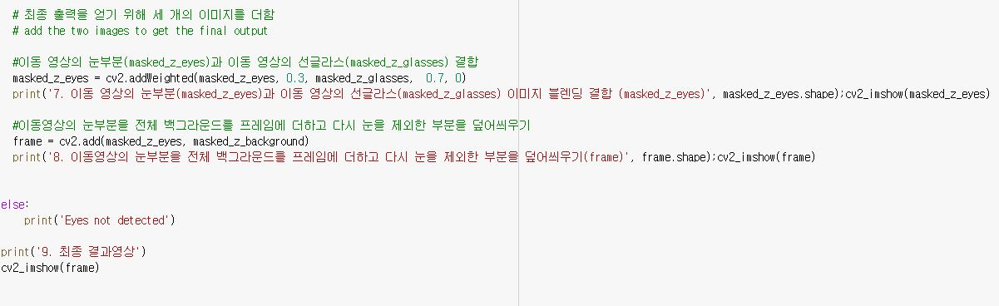 # 최종 출력을 얻기 위해 세 개의 이미지를 더함
# add the two images to get the final output
#이동 영상의 눈부분(masked_z_eyes)과 이동 영상의 선글라스(masked_z_glasses) 결합
masked_z_eyes = cv2.addWeighted(masked_z_eyes, 0.3, masked_z_glasses,  0.7, 0)
print('7. 이동 영상의 눈부분(masked_z_eyes)과 이동 영상의 선글라스(masked_z_glasses) 이미지 블렌딩 결합 (masked_z_eyes)', masked_z_eyes.shape);cv2_imshow(masked_z_eyes)
#이동영상의 눈부분을 전체 백그라운드를 프레임에 더하고 다시 눈을 제외한 부분을 덮어씌우기
frame = cv2.add(masked_z_eyes, masked_z_background)
print('8. 이동영상의 눈부분을 전체 백그라운드를 프레임에 더하고 다시 눈을 제외한 부분을 덮어씌우기(frame)', frame.shape);cv2_imshow(frame)
else:
print('Eyes not detected')
print('9. 최종 결과영상')
cv2_imshow(frame)